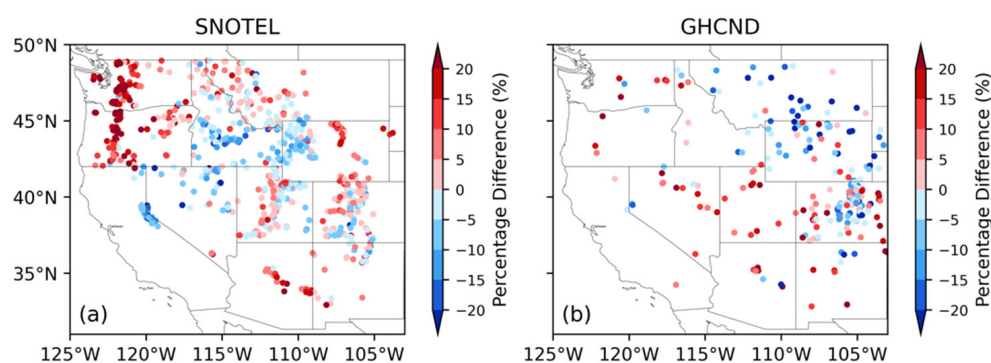 SNOTEL
50°N
45°N
40°N
35°N
125°W 120°W 115°W 110°W 105°W
(a)
20
15
10
5
0
−5
−10
−15
−20
Percentage Difference (%)
GHCND
125°W 120°W 115°W 110°W 105°W
(b)
20
15
10
5
0
−5
−10
−15
−20
Percentage Difference (%)